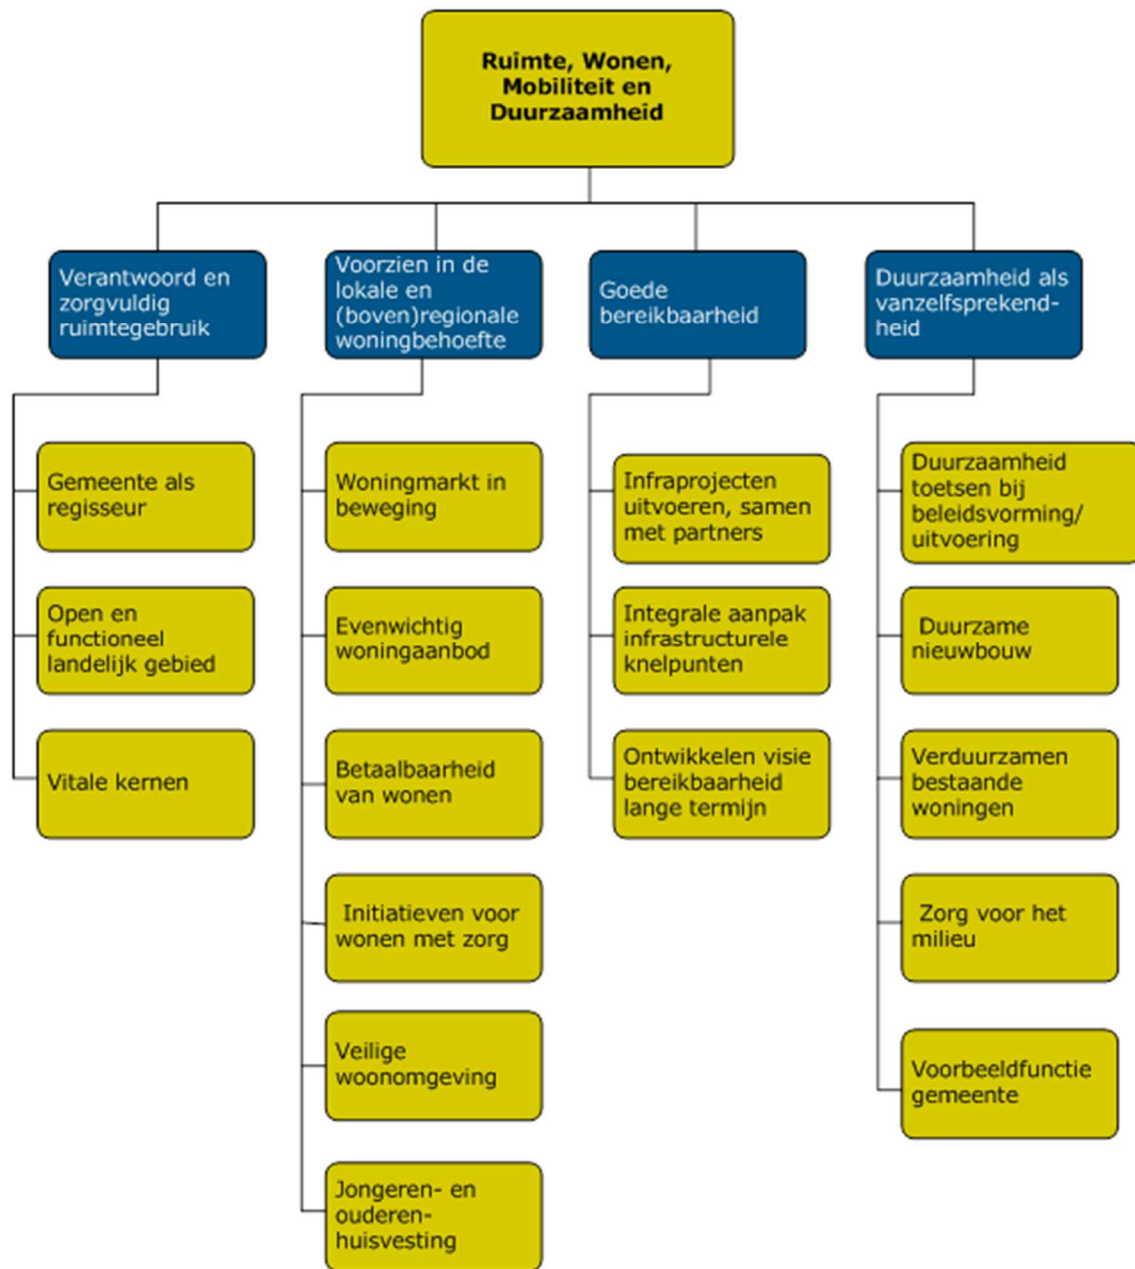 Ruimte, Wonen,
Mobiliteit en
Duurzaamheid
Verantwoord en
zorgvuldig
ruimtegebruik
Voorzien in de
lokale en
(boven)regionale
woningbehoefte
Goede
bereikbaarheid
Duurzaamheid als
vanzelfsprekend-
heid
Gemeente als
regisseur
Open en
functioneel
landelijk gebied
Vitale kernen
Woningmarkt in
beweging
Evenwichtig
woningaanbod
Betaalbaarheid
van wonen
Initiatieven voor
wonen met zorg
Veilige
woonomgeving
Jongeren- en
ouderen-
huisvesting
Infraprojecten
uitvoeren, samen
met partners
Integrale aanpak
infrastructurele
knelpunten
Ontwikkelen visie
bereikbaarheid
lange termijn
Duurzaamheid
toetsen bij
beleidsvorming/
uitvoering
Duurzame
nieuwbouw
Verduurzamen
bestaande
woningen
Zorg voor het
milieu
Voorbeeldfunctie
gemeente